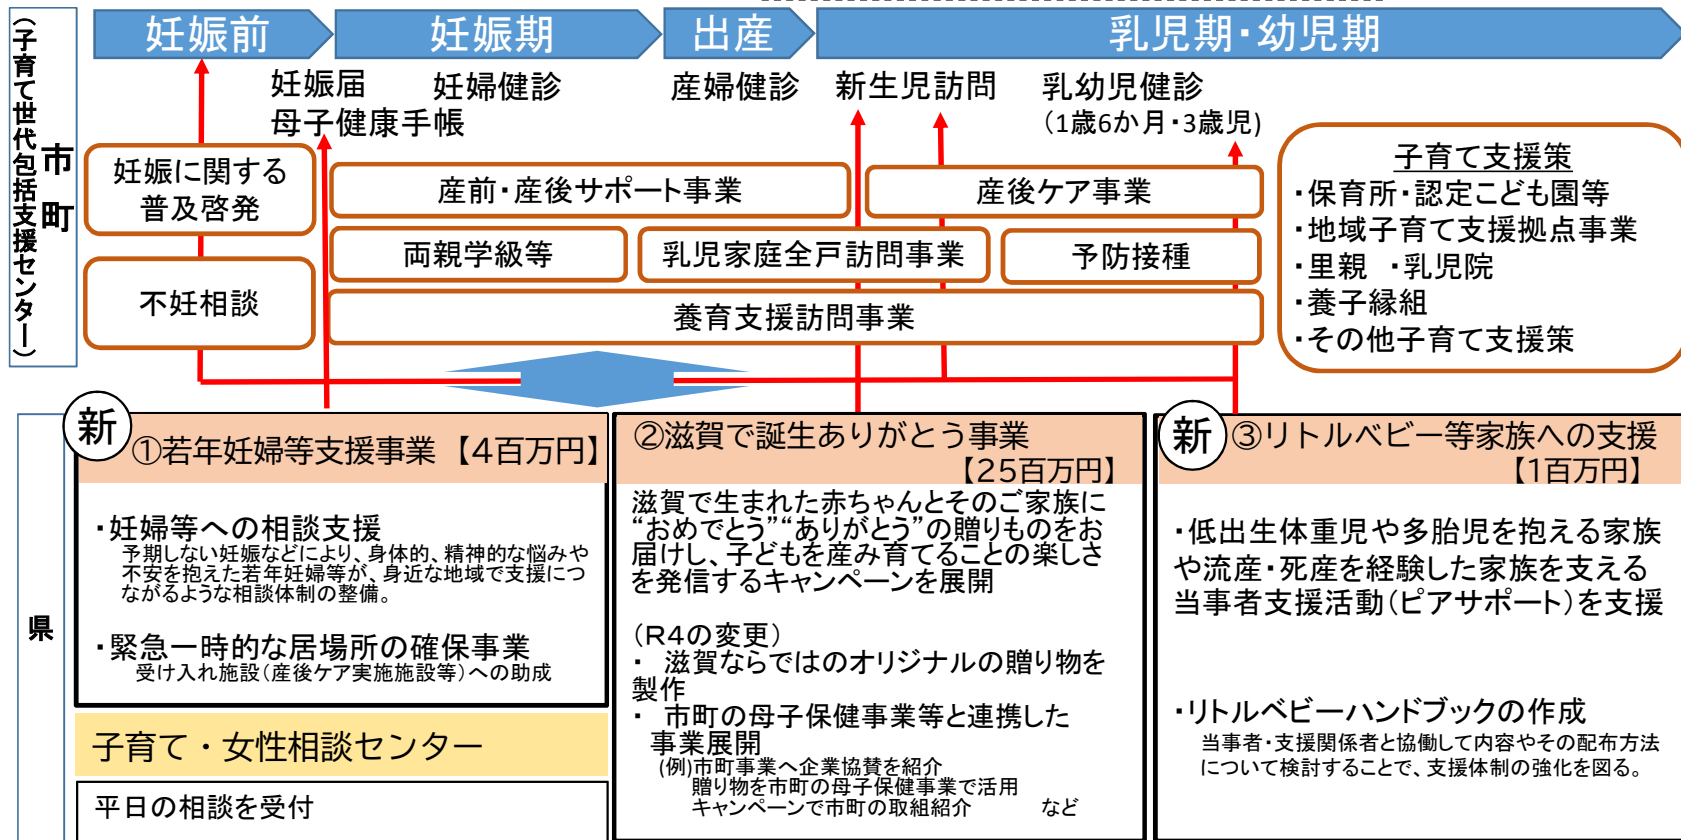 妊娠前
妊娠期
出産
乳児期・幼児期
(子育て世代包括支援センター)
市町
妊娠届
母子健康手帳
妊婦健診
産婦健診
新生児訪問
乳幼児健診
(1歳6か月・3歳児)
妊娠に関する
普及啓発
不妊相談
産前・産後サポート事業
産後ケア事業
両親学級等
乳児家庭全戸訪問事業
予防接種
養育支援訪問事業
子育て支援策
・保育所・認定こども園等
・地域子育て支援拠点事業
・里親 ・乳児院
・養子縁組
・その他子育て支援策
県
新
①若年妊婦等支援事業 【4百万円】
・妊婦等への相談支援
予期しない妊娠などにより、身体的、精神的な悩みや
不安を抱えた若年妊婦等が、身近な地域で支援につ
ながるような相談体制の整備。
・緊急一時的な居場所の確保事業
受け入れ施設(産後ケア実施施設等)への助成
子育て・女性相談センター
平日の相談を受付
②滋賀で誕生ありがとう事業
【25百万円】
滋賀で生まれた赤ちゃんとそのご家族に
“おめでとう”“ありがとう”の贈りものをお
届けし、子どもを産み育てることの楽しさ
を発信するキャンペーンを展開
(R4の変更)
・ 滋賀ならではのオリジナルの贈り物を
製作
・ 市町の母子保健事業等と連携した
事業展開
(例)市町事業へ企業協賛を紹介
贈り物を市町の母子保健事業で活用
キャンペーンで市町の取組紹介 など
新
③リトルベビー等家族への支援
【1百万円】
・低出生体重児や多胎児を抱える家族
や流産・死産を経験した家族を支える
当事者支援活動(ピアサポート)を支援
・リトルベビーハンドブックの作成
当事者・支援関係者と協働して内容やその配布方法
について検討することで、支援体制の強化を図る。